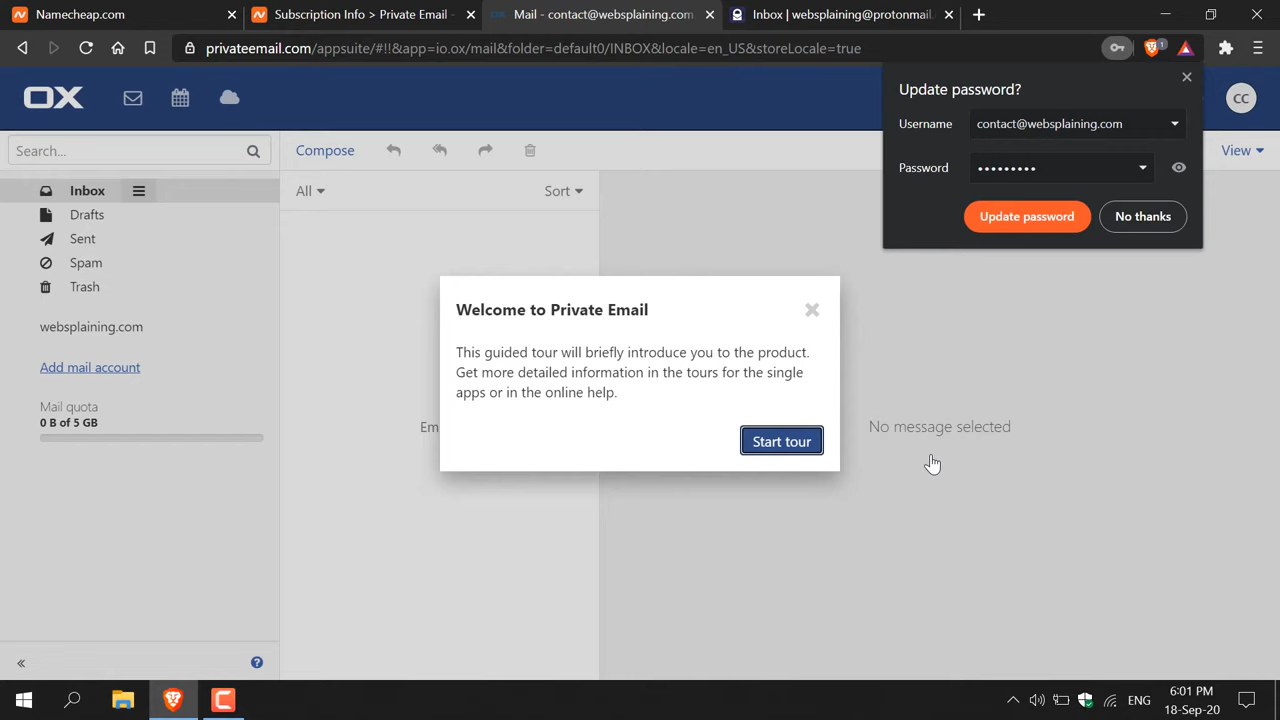 Namecheap.com
Subscription Info > Private Email -
Mail - contact@websplaining.com
Inbox | websplaining@protonmail.
privateemail.com/appsuite/#!!&app=io.ox/mail&folder=default0/INBOX&locale=en_US&storeLocale=true
1
OX
CC
Update password?
Username
contact@websplaining.com
Password
•••••••••
Update password
No thanks
Search...
Compose
View
Inbox
All
Sort
Drafts
Sent
Spam
Trash
websplaining.com
Add mail account
Mail quota
0 B of 5 GB
Welcome to Private Email
This guided tour will briefly introduce you to the product.
Get more detailed information in the tours for the single
apps or in the online help.
Start tour
Em
No message selected
«
?
ENG
6:01 PM
18-Sep-20